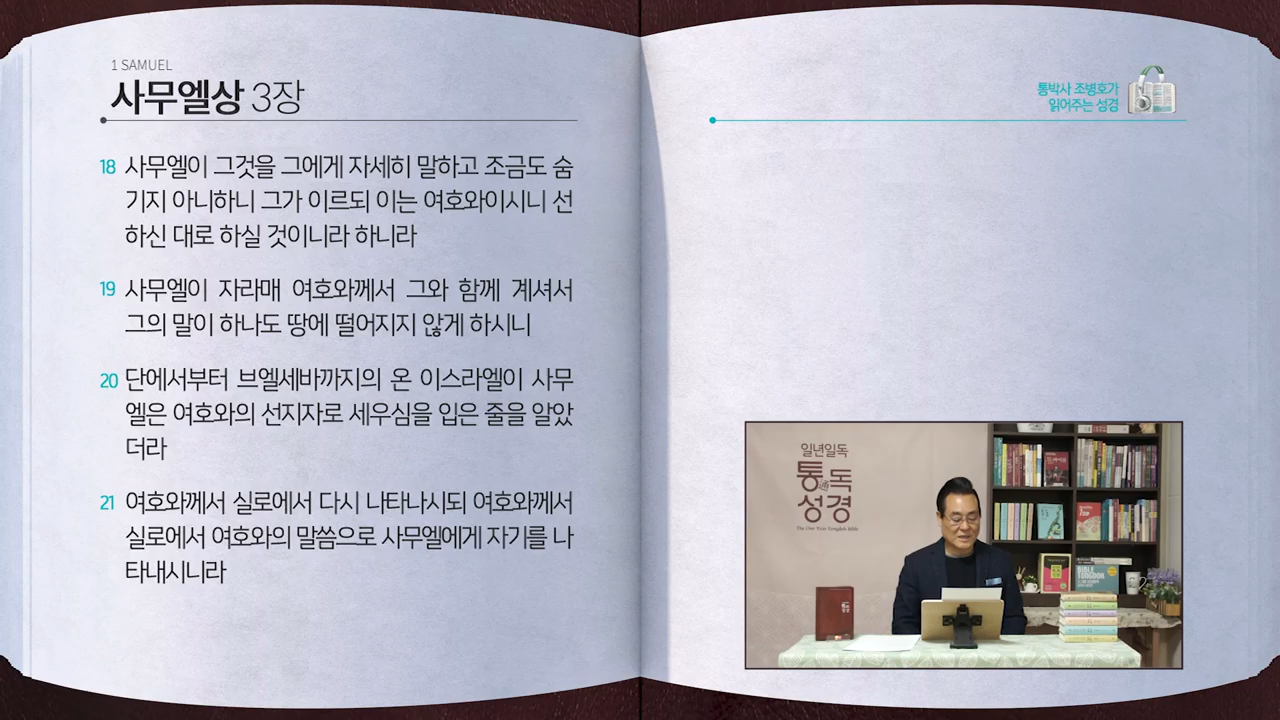 1 SAMUEL
사무엘상 3장
18 사무엘이 그것을 그에게 자세히 말하고 조금도 숨
기지 아니하니 그가 이르되 이는 여호와이시니 선
하신 대로 하실 것이니라 하니라
19 사무엘이 자라매 여호와께서 그와 함께 계셔서
그의 말이 하나도 땅에 떨어지지 않게 하시니
20 단에서부터 브엘세바까지의 온 이스라엘이 사무
엘은 여호와의 선지자로 세우심을 입은 줄을 알았
더라
21 여호와께서 실로에서 다시 나타나시되 여호와께서
실로에서 여호와의 말씀으로 사무엘에게 자기를 나
타내시니라
통박사 조병호가
읽어주는 성경
일년일독
통독
성경
The One Year Tongdok Bible
BIBLE
TONGDOK